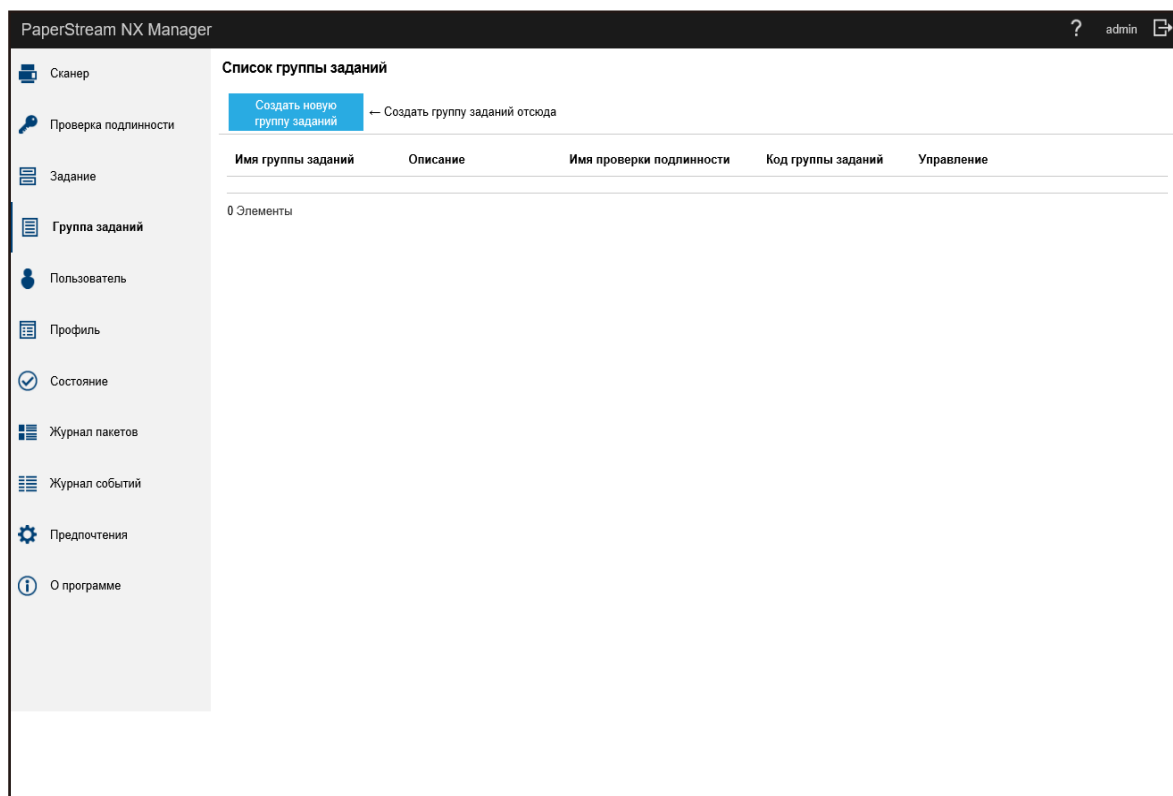 PaperStream NX Manager
? admin
Сканер
Проверка подлинности
Задание
Группа заданий
Пользователь
Профиль
Состояние
Журнал пакетов
Журнал событий
Предпочтения
О программе
Список группы заданий
Создать новую
группу заданий
← Создать группу заданий отсюда
Имя группы заданий Описание Имя проверки подлинности Код группы заданий Управление
0 Элементы